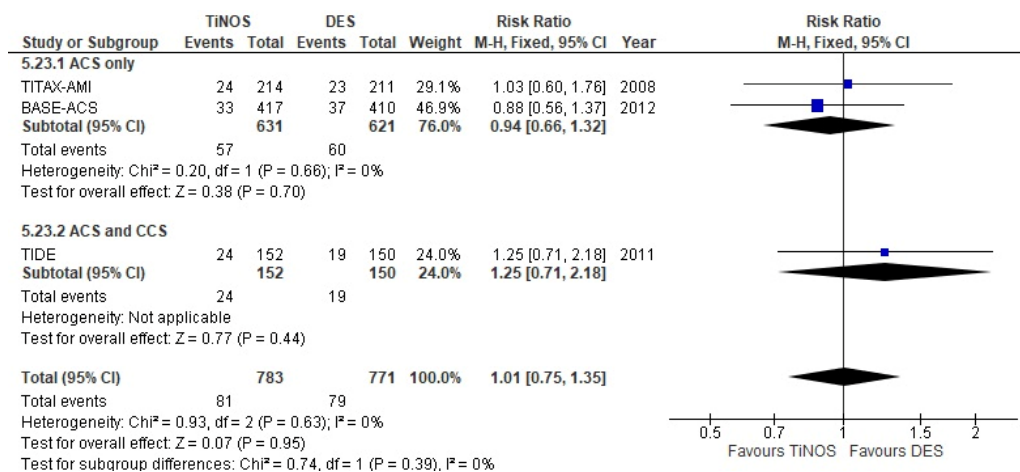 TiNOS DES Risk Ratio Risk Ratio
Study or Subgroup Events Total Events Total Weight M-H, Fixed, 95% CI Year M-H, Fixed, 95% CI
5.23.1 ACS only
TITAX-AMI 24 214 23 211 29.1% 1.03 [0.60, 1.76] 2008
BASE-ACS 33 417 37 410 46.9% 0.88 [0.56, 1.37] 2012
Subtotal (95% CI) 631 621 76.0% 0.94 [0.66, 1.32]
Total events 57 60
Heterogeneity: Chi² = 0.20, df = 1 (P = 0.66); I² = 0%
Test for overall effect: Z = 0.38 (P = 0.70)
5.23.2 ACS and CCS
TIDE 24 152 19 150 24.0% 1.25 [0.71, 2.18] 2011
Subtotal (95% CI) 152 150 24.0% 1.25 [0.71, 2.18]
Total events 24 19
Heterogeneity: Not applicable
Test for overall effect: Z = 0.77 (P = 0.44)
Total (95% CI) 783 771 100.0% 1.01 [0.75, 1.35]
Total events 81 79
Heterogeneity: Chi² = 0.93, df = 2 (P = 0.63); I² = 0%
Test for overall effect: Z = 0.07 (P = 0.95)
Test for subgroup differences: Chi² = 0.74, df = 1 (P = 0.39), I² = 0%
0.5 0.7 1 1.5 2
Favours TiNOS Favours DES